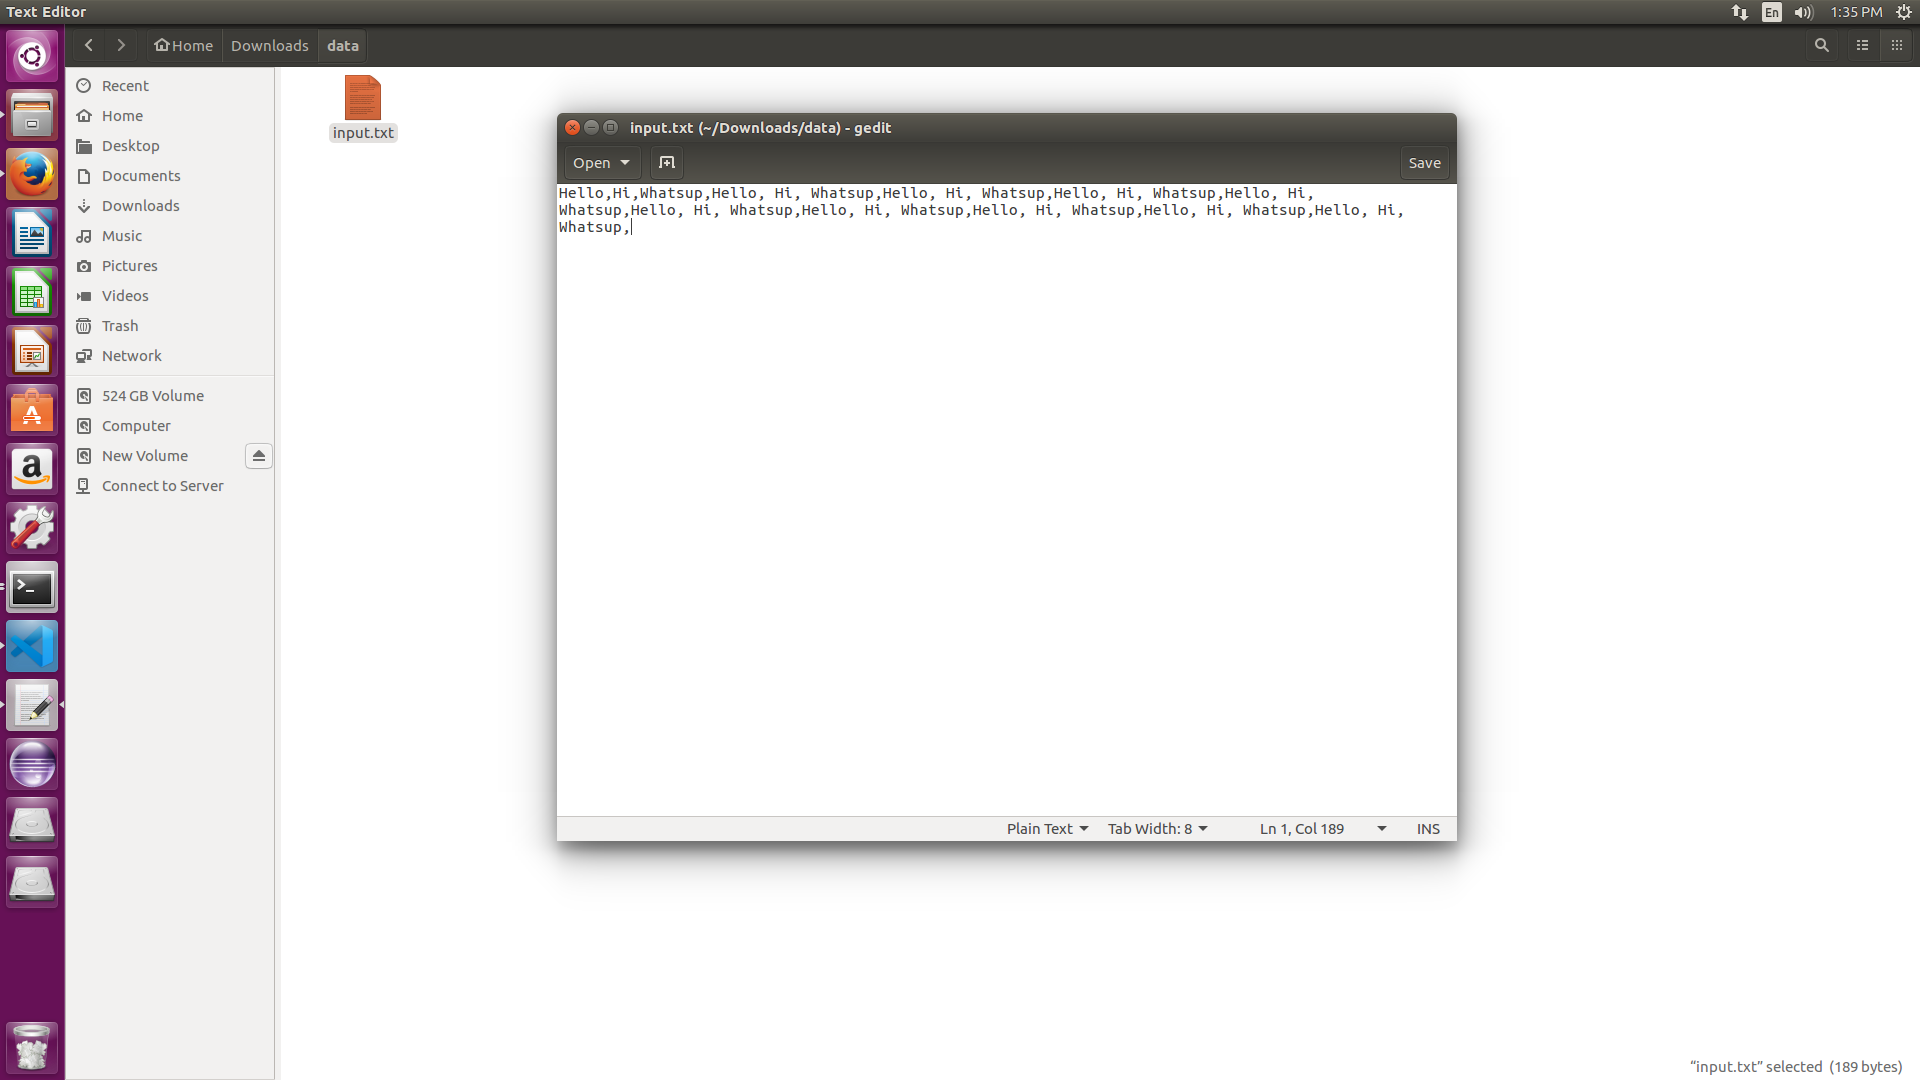 Text Editor
En
1:35 PM
Home
Downloads
data
Recent
Home
Desktop
Documents
Downloads
Music
Pictures
Videos
Trash
Network
524 GB Volume
Computer
New Volume
Connect to Server
input.txt
input.txt (~/Downloads/data) - gedit
Open
Save
Hello,Hi,Whatsup,Hello, Hi, Whatsup,Hello, Hi, Whatsup,Hello, Hi, Whatsup,Hello, Hi,
Whatsup,Hello, Hi, Whatsup,Hello, Hi, Whatsup,Hello, Hi, Whatsup,Hello, Hi, Whatsup,Hello, Hi,
Whatsup,
Plain Text
Tab Width: 8
Ln 1, Col 189
INS
“input.txt” selected (189 bytes)